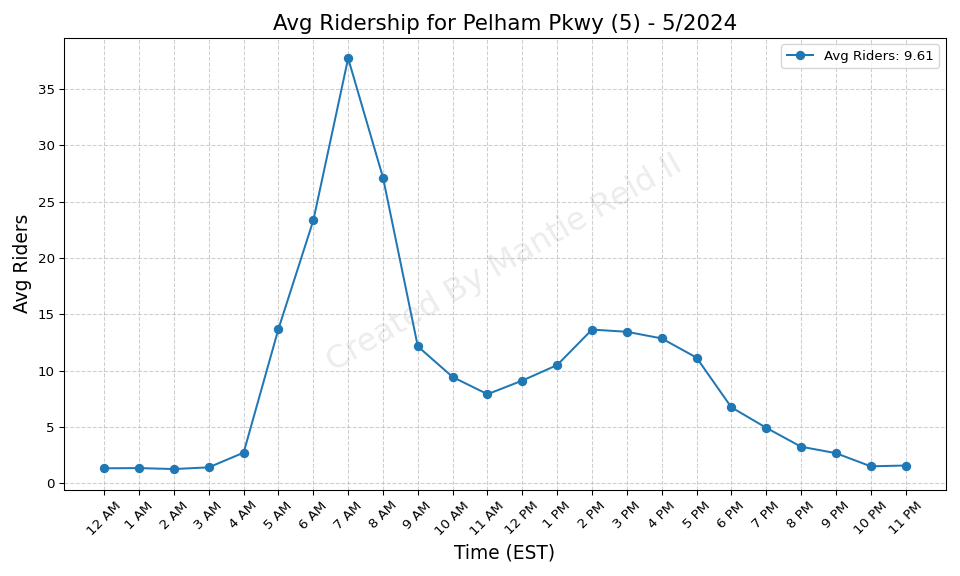 Avg Ridership for Pelham Pkwy (5) - 5/2024
Avg Riders: 9.61
Avg Riders
35
30
25
20
15
10
5
0
Created By Mantle Reid II
12 AM
1 AM
2 AM
3 AM
4 AM
5 AM
6 AM
7 AM
8 AM
9 AM
10 AM
11 AM
12 PM
1 PM
2 PM
3 PM
4 PM
5 PM
6 PM
7 PM
8 PM
9 PM
10 PM
11 PM
Time (EST)